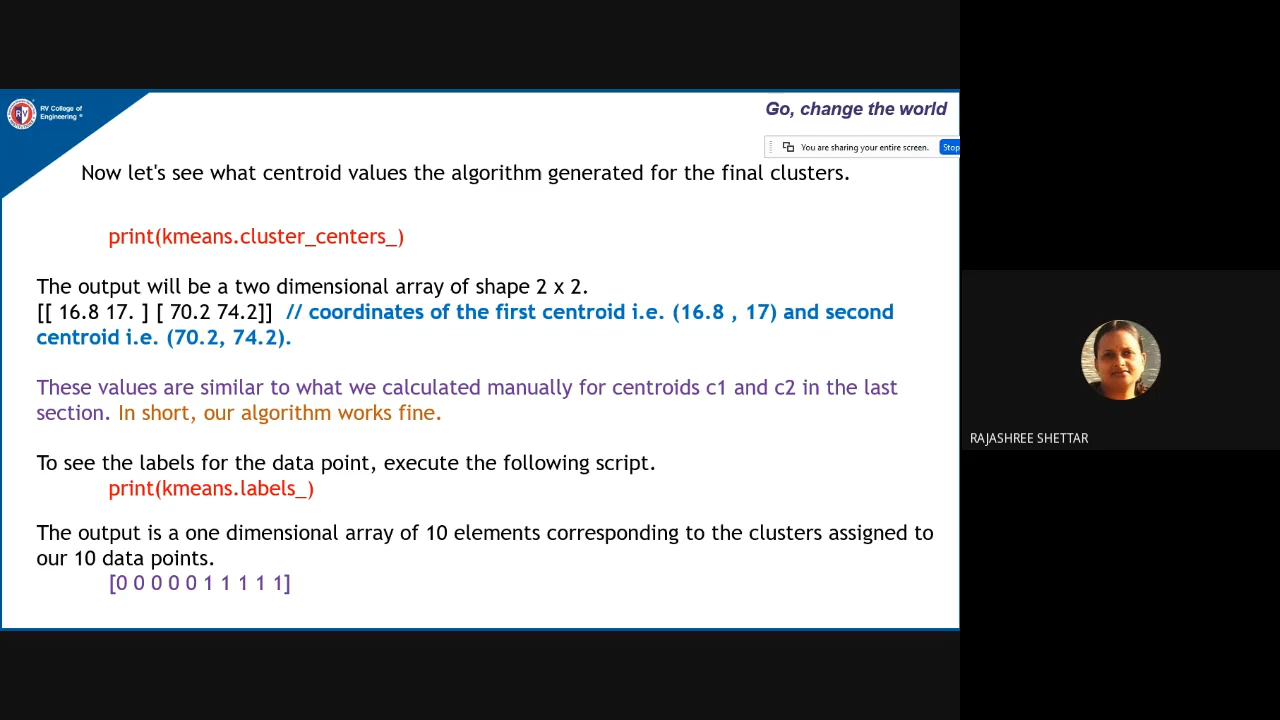 RV College of
Engineering ®
Go, change the world
You are sharing your entire screen.
Stop
Now let's see what centroid values the algorithm generated for the final clusters.
print(kmeans.cluster_centers_)
The output will be a two dimensional array of shape 2 x 2.
[[ 16.8 17. ] [ 70.2 74.2]] // coordinates of the first centroid i.e. (16.8 , 17) and second
centroid i.e. (70.2, 74.2).
These values are similar to what we calculated manually for centroids c1 and c2 in the last
section. In short, our algorithm works fine.
To see the labels for the data point, execute the following script.
print(kmeans.labels_)
The output is a one dimensional array of 10 elements corresponding to the clusters assigned to
our 10 data points.
[0 0 0 0 0 1 1 1 1 1]
RAJASHREE SHETTAR